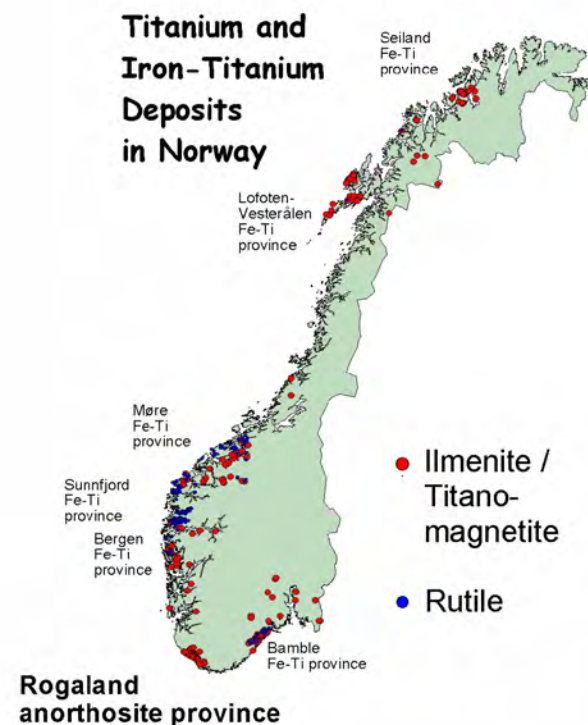 Titanium and
Iron-Titanium
Deposits
in Norway
Seiland
Fe-Ti
province
Lofoten-
Vesterålen
Fe-Ti
province
Møre
Fe-Ti
province
Sunnfjord
Fe-Ti
province
Bergen
Fe-Ti
province
Ilmenite /
Titano-
magnetite
Rutile
Bamble
Fe-Ti province
Rogaland
anorthosite province